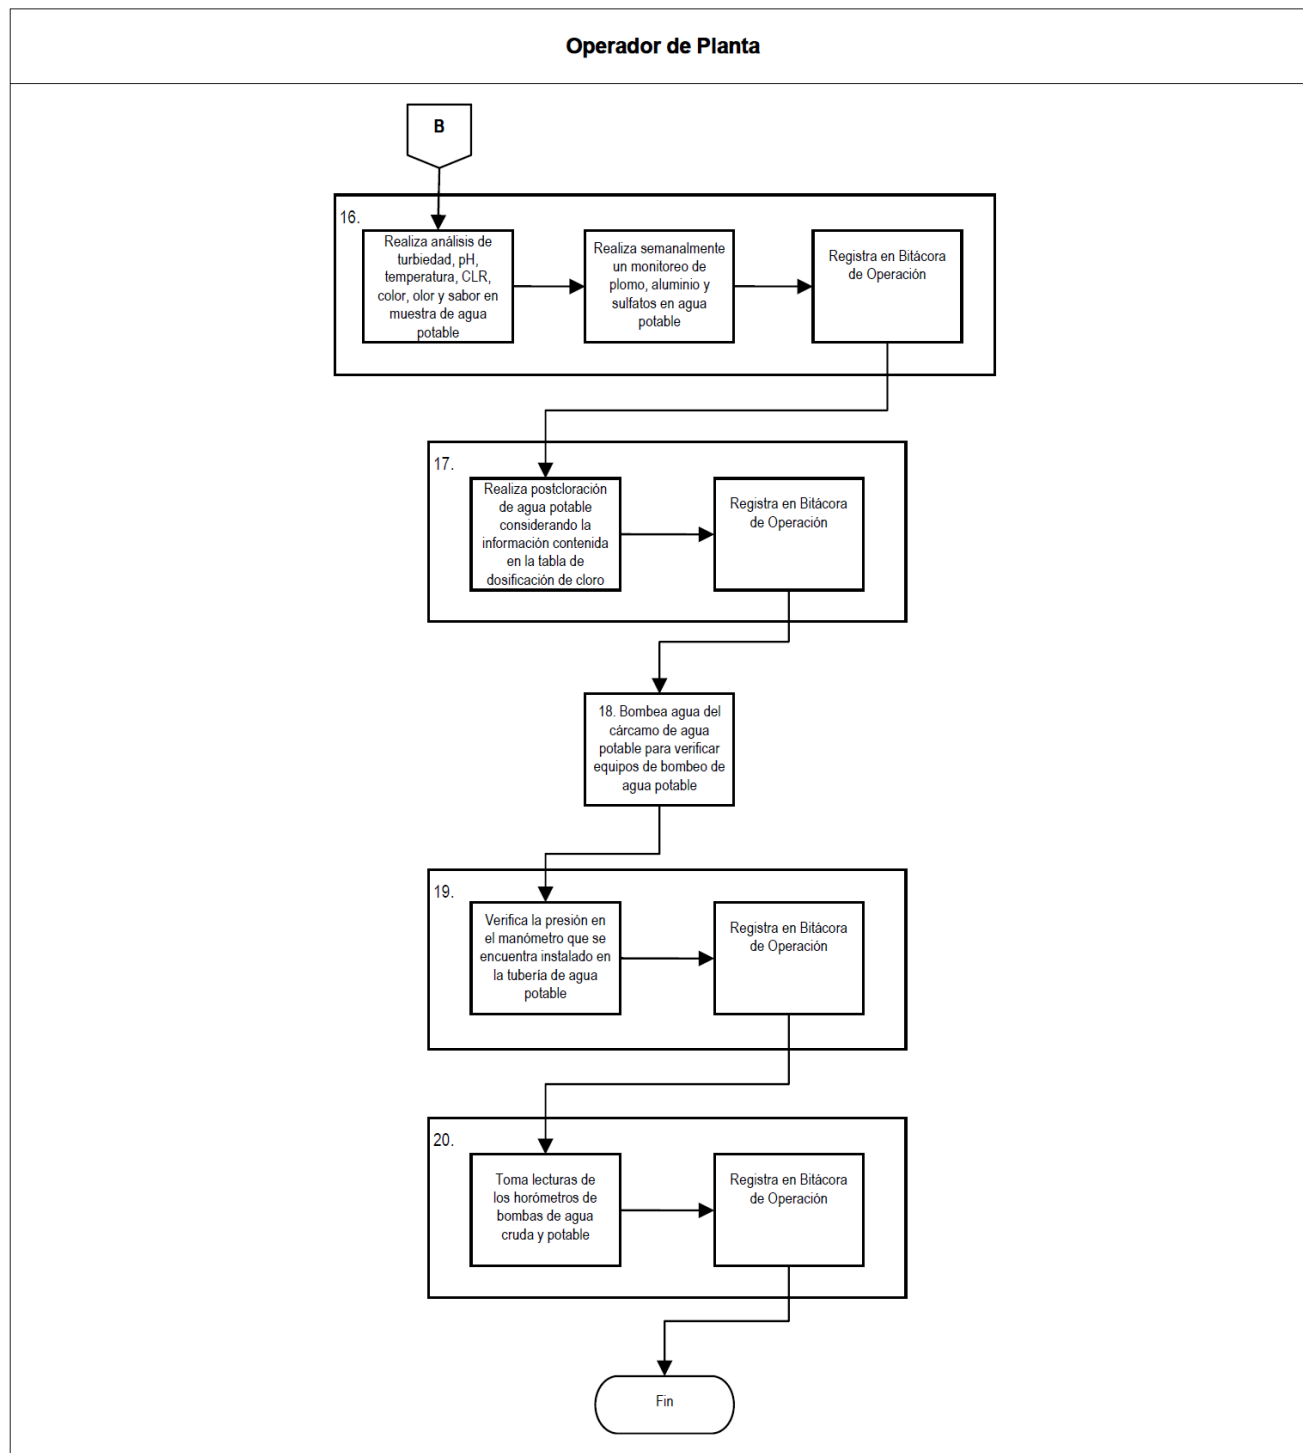 Operador de Planta
B
16.
Realiza análisis de
turbiedad, pH,
temperatura, CLR,
color, olor y sabor en
muestra de agua
potable
Realiza semanalmente
un monitoreo de
plomo, aluminio y
sulfatos en agua
potable
Registra en Bitácora
de Operación
17.
Realiza postcloración
de agua potable
considerando la
información contenida
en la tabla de
dosificación de cloro
Registra en Bitácora
de Operación
18. Bombea agua del
cárcamo de agua
potable para verificar
equipos de bombeo de
agua potable
19.
Verifica la presión en
el manómetro que se
encuentra instalado en
la tubería de agua
potable
Registra en Bitácora
de Operación
20.
Toma lecturas de
los horómetros de
bombas de agua
cruda y potable
Registra en Bitácora
de Operación
Fin